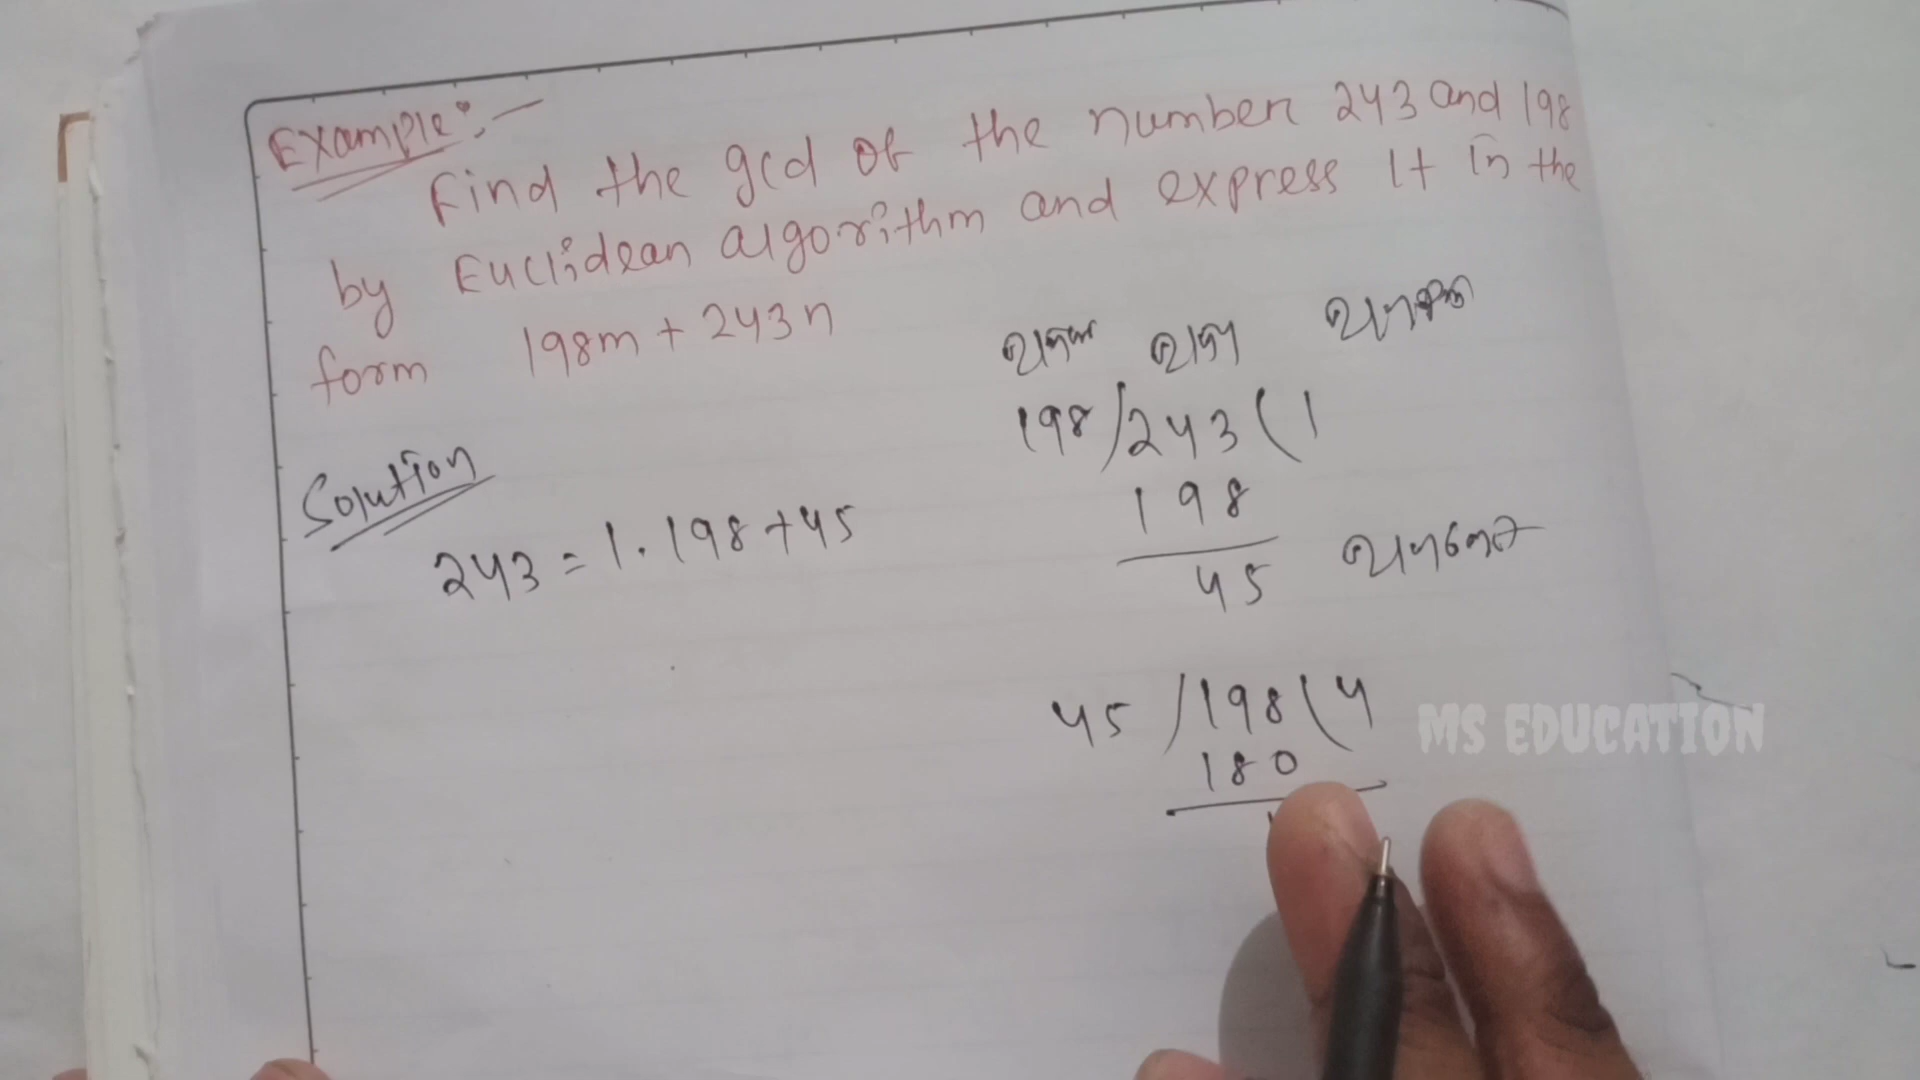 Example:-
Find the gcd of the number 243 and 198
by Euclidean algorithm and express it in the
form 198m + 243n
ଭାଜକ ଭାଜ୍ୟ
198)243(1
Solution
198
243 = 1.198+45
45
45)198(4
180
MS EDUCATION